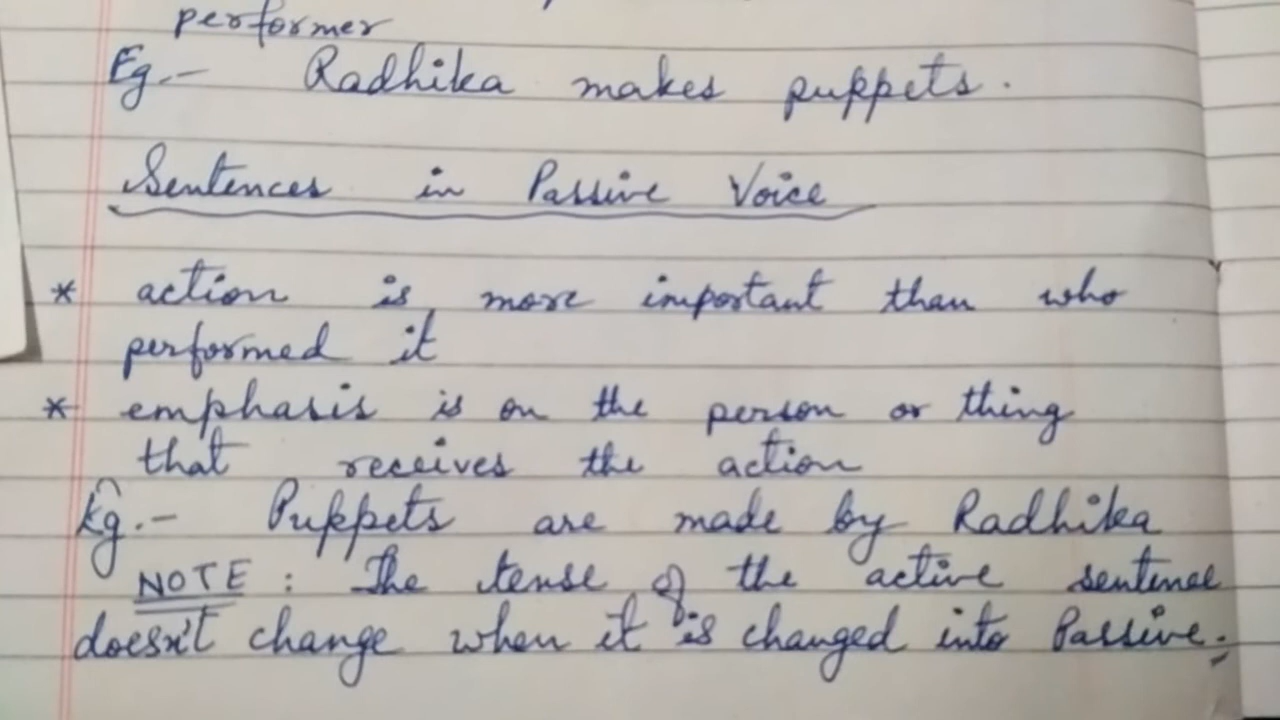 performer
Eg.- Radhika makes puppets.
Sentences in Passive Voice
* action is more important than who
performed it
* emphasis is on the person or thing
that receives the action
Eg.- Puppets are made by Radhika
NOTE : The tense of the active sentence
doesn't change when it is changed into Passive.